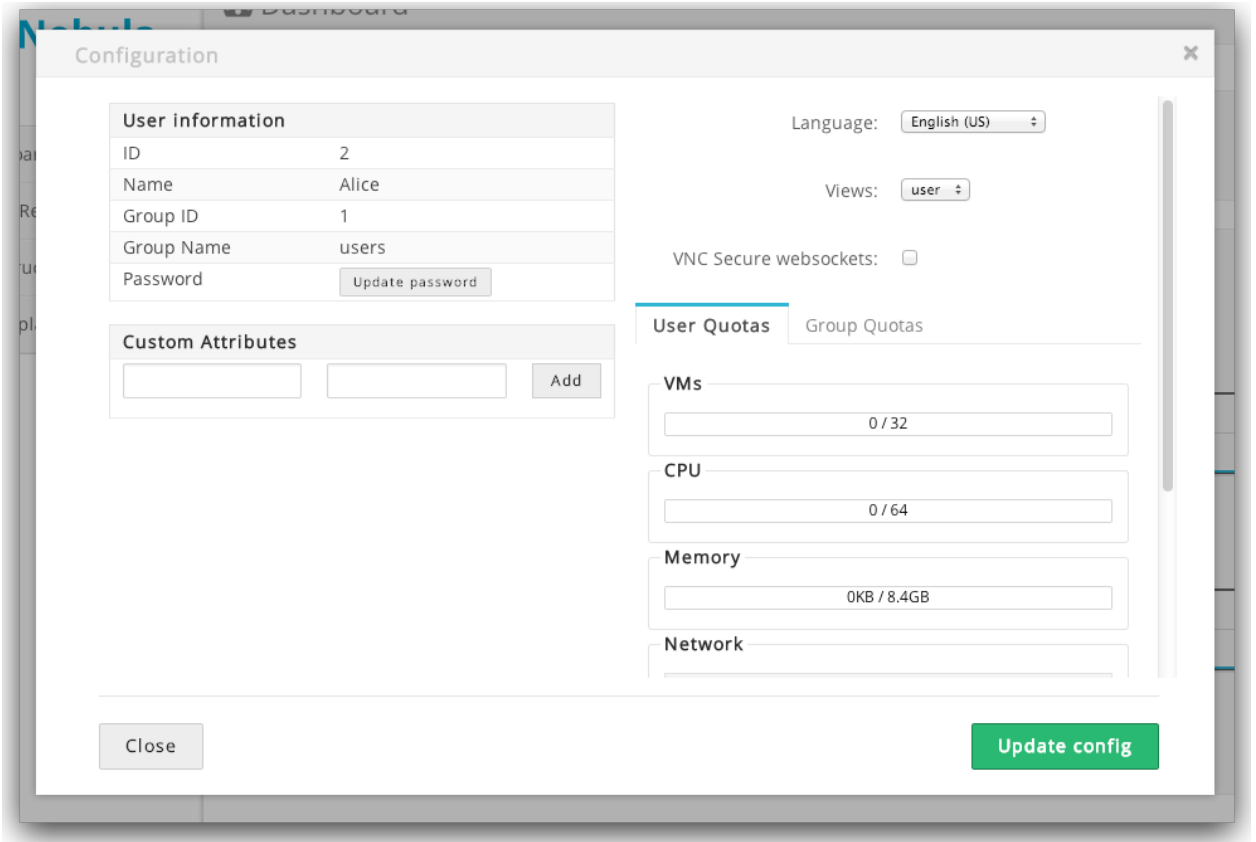 Dashboard
Configuration
×
User information
ID 2
Name Alice
Group ID 1
Group Name users
Password Update password
Custom Attributes
Add
Language: English (US)
Views: user
VNC Secure websockets:
User Quotas Group Quotas
VMs
0 / 32
CPU
0 / 64
Memory
0KB / 8.4GB
Network
Close
Update config